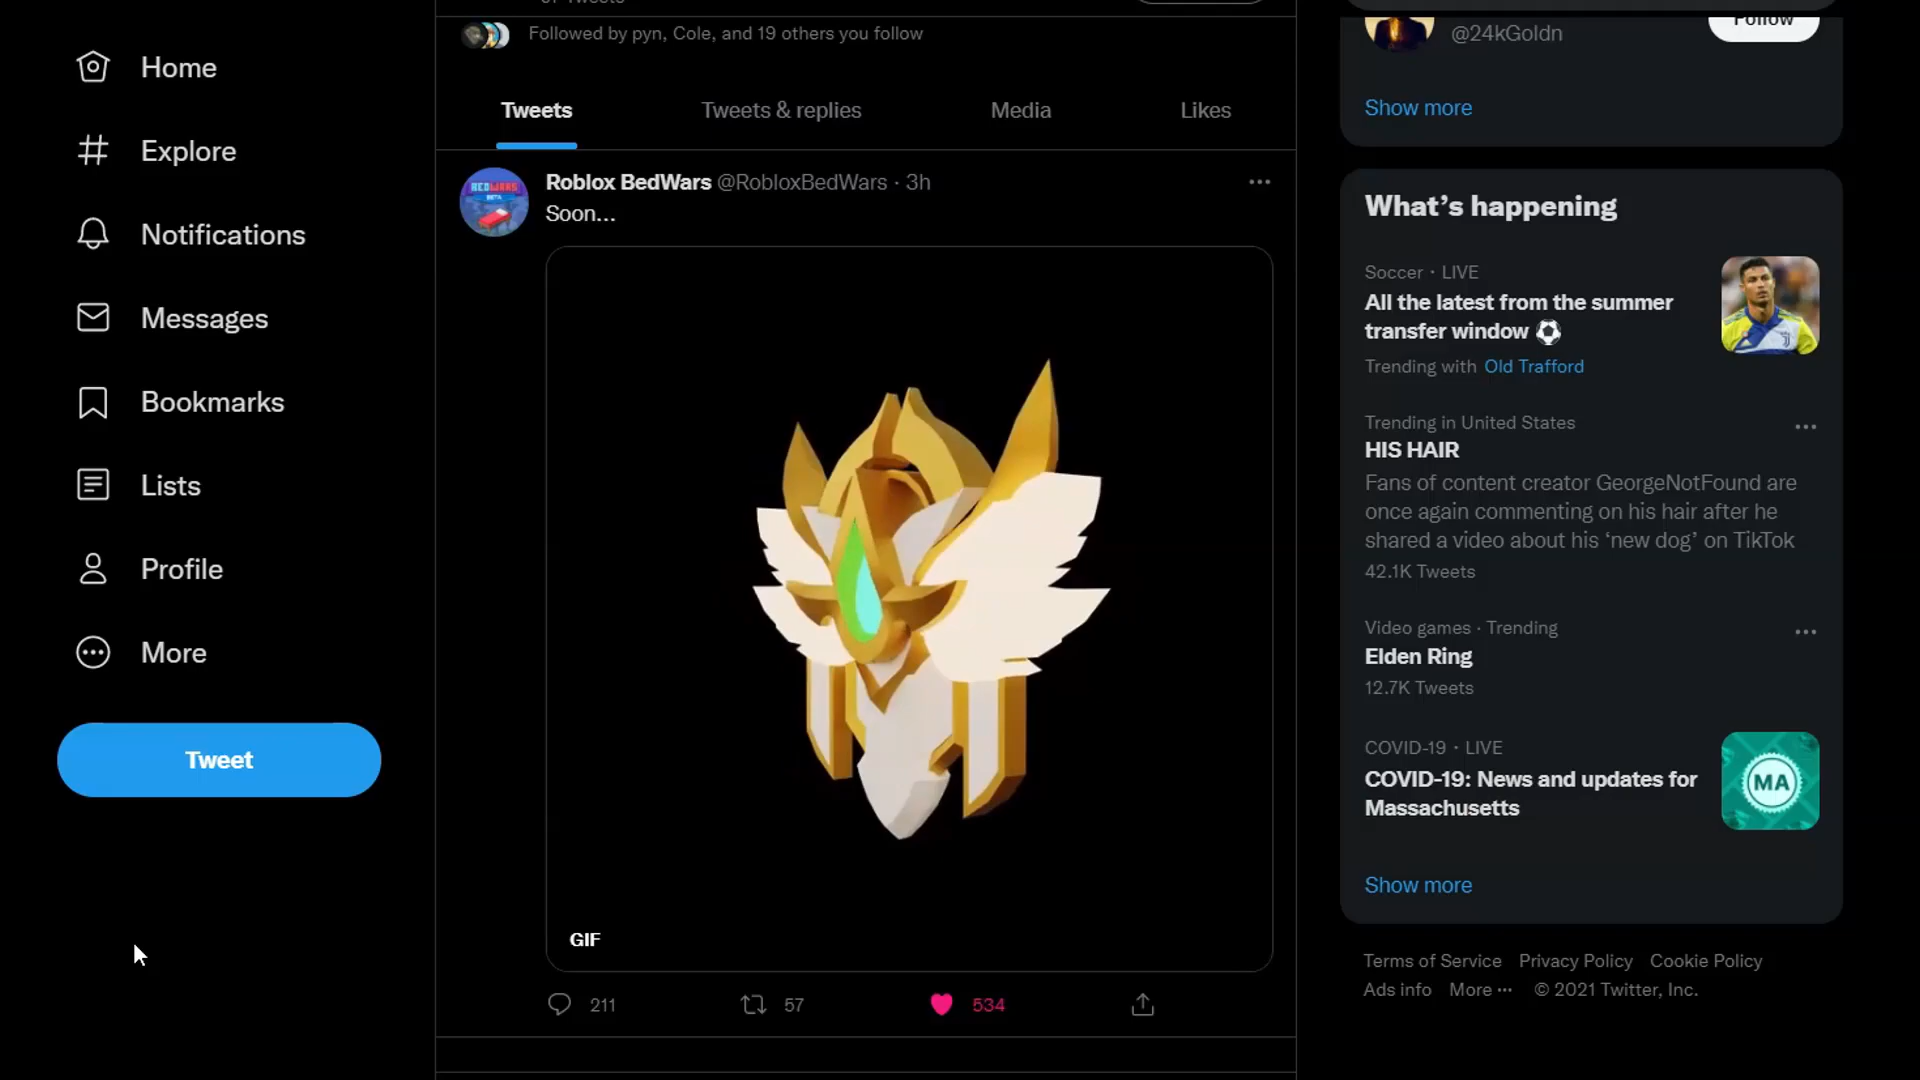 Home
Explore
Notifications
Messages
Bookmarks
Lists
Profile
More
Tweet
Followed by pyn, Cole, and 19 others you follow
Tweets
Tweets & replies
Media
Likes
BEDWARS
BETA
Roblox BedWars @RobloxBedWars · 3h
Soon...
GIF
211
57
534
Follow
@24kGoldn
Show more
What’s happening
Soccer · LIVE
All the latest from the summer
transfer window ⚽
Trending with Old Trafford
Trending in United States
HIS HAIR
Fans of content creator GeorgeNotFound are
once again commenting on his hair after he
shared a video about his ‘new dog’ on TikTok
42.1K Tweets
Video games · Trending
Elden Ring
12.7K Tweets
COVID-19 · LIVE
COVID-19: News and updates for
Massachusetts
MA
Show more
Terms of Service Privacy Policy Cookie Policy
Ads info More ··· © 2021 Twitter, Inc.